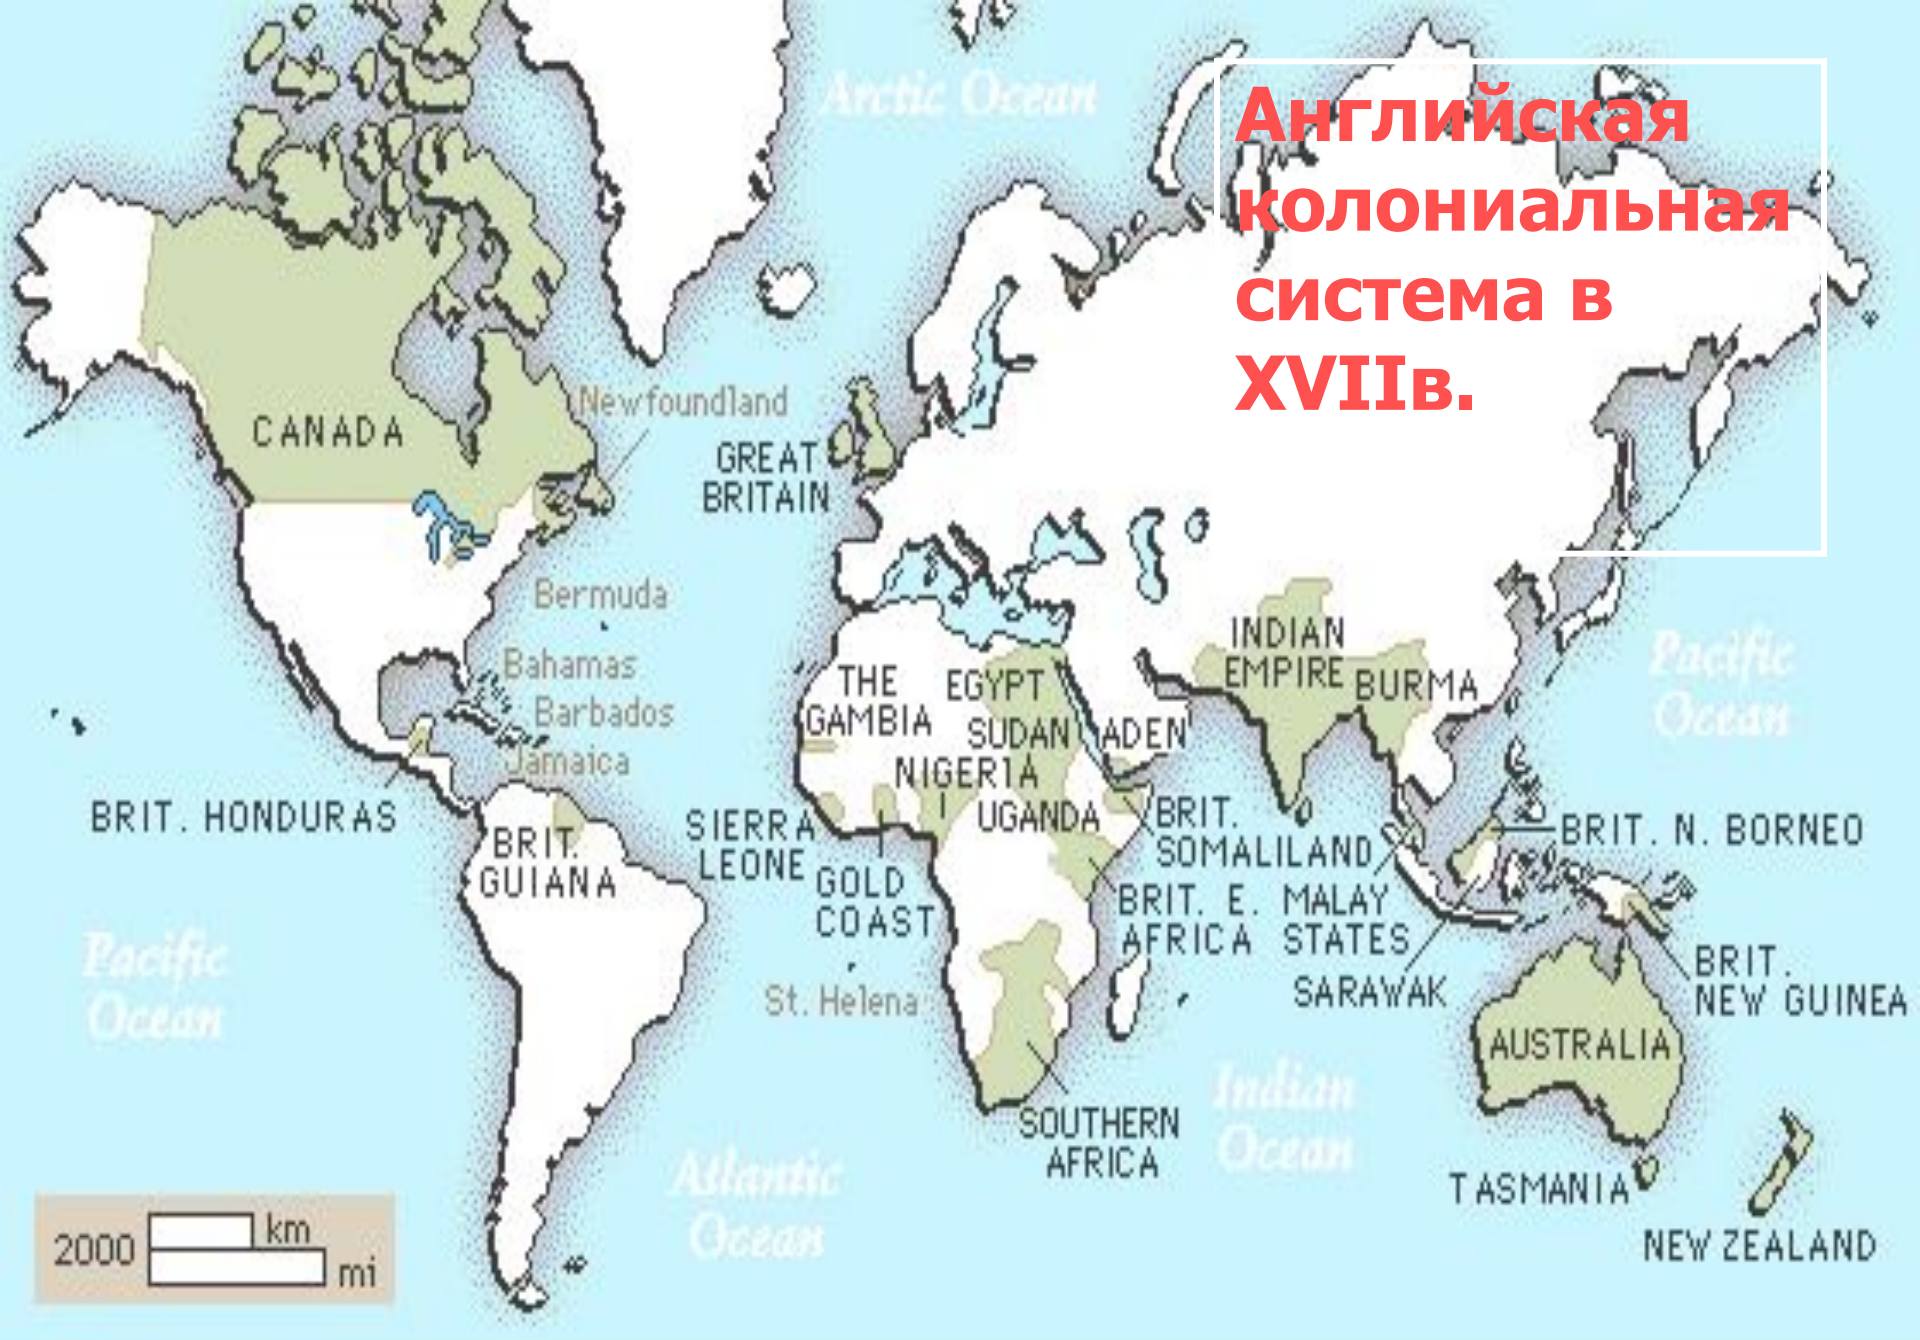 Английская
колониальная
система в
XVIIв.
Arctic Ocean
CANADA
Newfoundland
GREAT
BRITAIN
Bermuda
Bahamas
Barbados
Jamaica
BRIT. HONDURAS
BRIT.
GUIANA
THE
GAMBIA
EGYPT
SUDAN
ADEN
NIGERIA
UGANDA
SIERRA
LEONE
GOLD
COAST
St. Helena
INDIAN
EMPIRE
BURMA
BRIT.
SOMALILAND
BRIT. E.
AFRICA
MALAY
STATES
SARAWAK
BRIT. N. BORNEO
BRIT.
NEW GUINEA
AUSTRALIA
SOUTHERN
AFRICA
TASMANIA
NEW ZEALAND
Pacific
Ocean
Pacific
Ocean
Atlantic
Ocean
Indian
Ocean
2000 km
mi